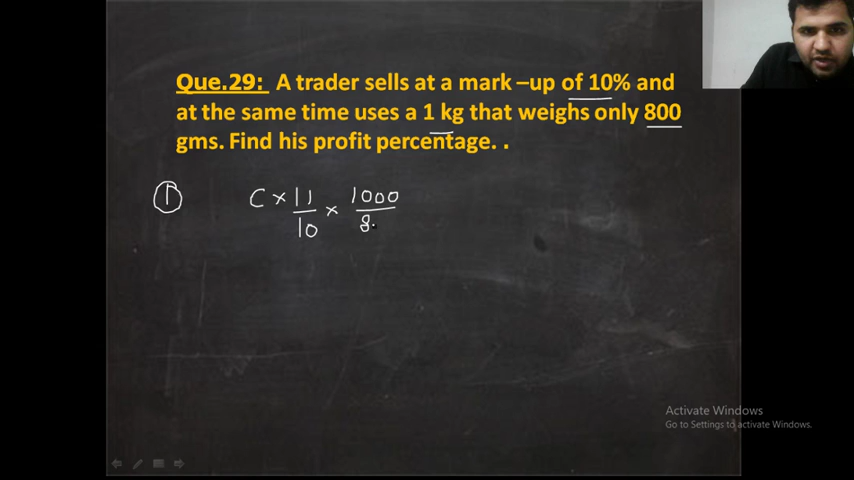 Que.29: A trader sells at a mark –up of 10% and
at the same time uses a 1 kg that weighs only 800
gms. Find his profit percentage. .
① C × 11/10 × 1000/8.
Activate Windows
Go to Settings to activate Windows.